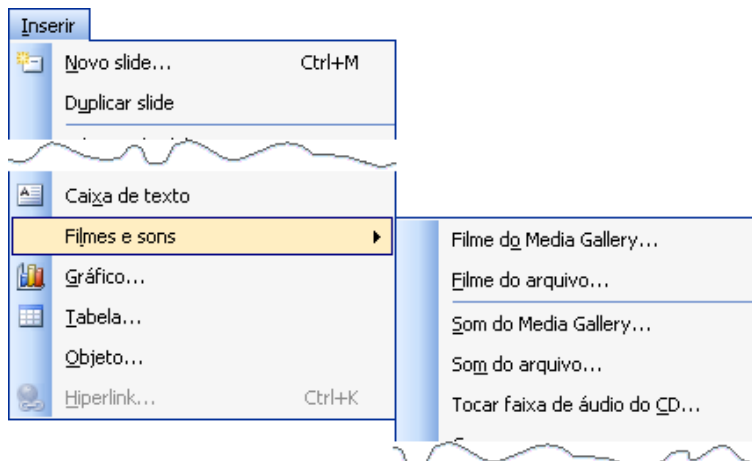 Inserir
Novo slide... Ctrl+M
Duplicar slide
Caixa de texto
Filmes e sons
Gráfico...
Tabela...
Objeto...
Hiperlink... Ctrl+K
Filme do Media Gallery...
Filme do arquivo...
Som do Media Gallery...
Som do arquivo...
Tocar faixa de áudio do CD...